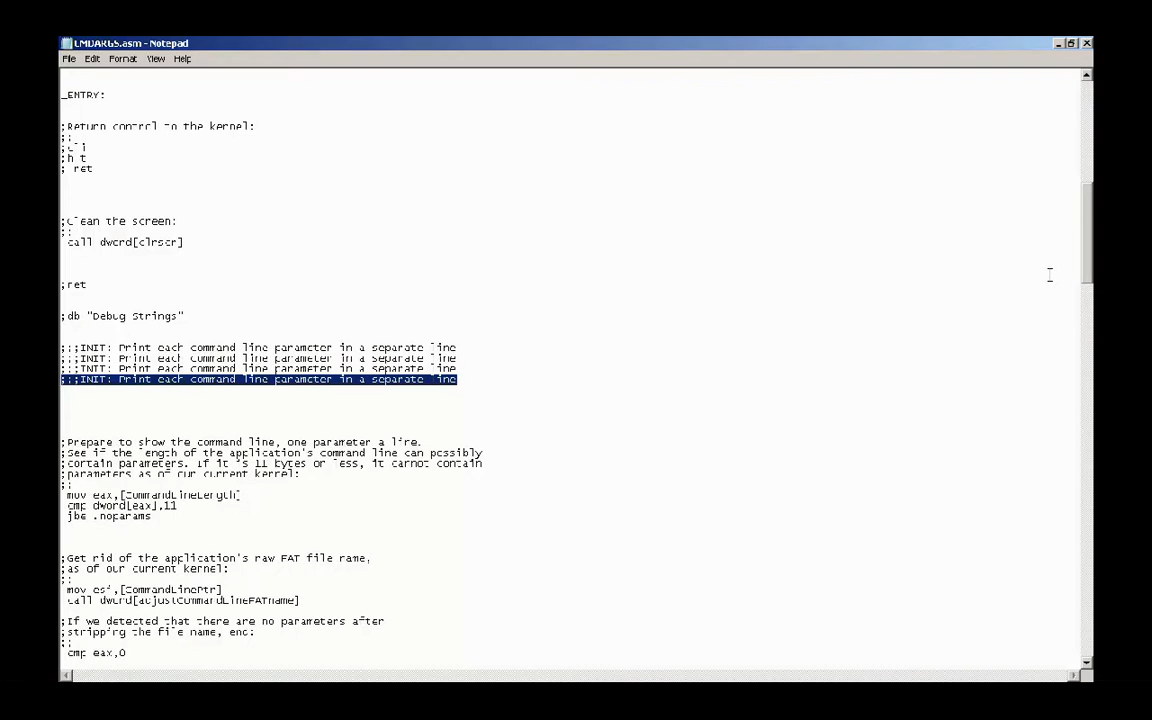 CMDARGS.asm - Notepad
File Edit Format View Help
_ENTRY:
;Return control to the kernel:
;;
;cli
;hlt
; ret
;Clean the screen:
;;
call dword[clrscr]
;ret
;db "Debug Strings"
;;;INIT: Print each command line parameter in a separate line
;;;INIT: Print each command line parameter in a separate line
;;;INIT: Print each command line parameter in a separate line
;;;INIT: Print each command line parameter in a separate line
;Prepare to show the command line, one parameter a line.
;See if the length of the application's command line can possibly
;contain parameters. If it is 11 bytes or less, it cannot contain
;parameters as of our current kernel:
;;
mov eax,[CommandLineLength]
cmp dword[eax],11
jbe .noparams
;Get rid of the application's raw FAT file name,
;as of our current kernel:
;;
mov esi,[CommandLinePtr]
call dword[adjustCommandLineFATname]
;If we detected that there are no parameters after
;stripping the file name, end:
;;
cmp eax,0